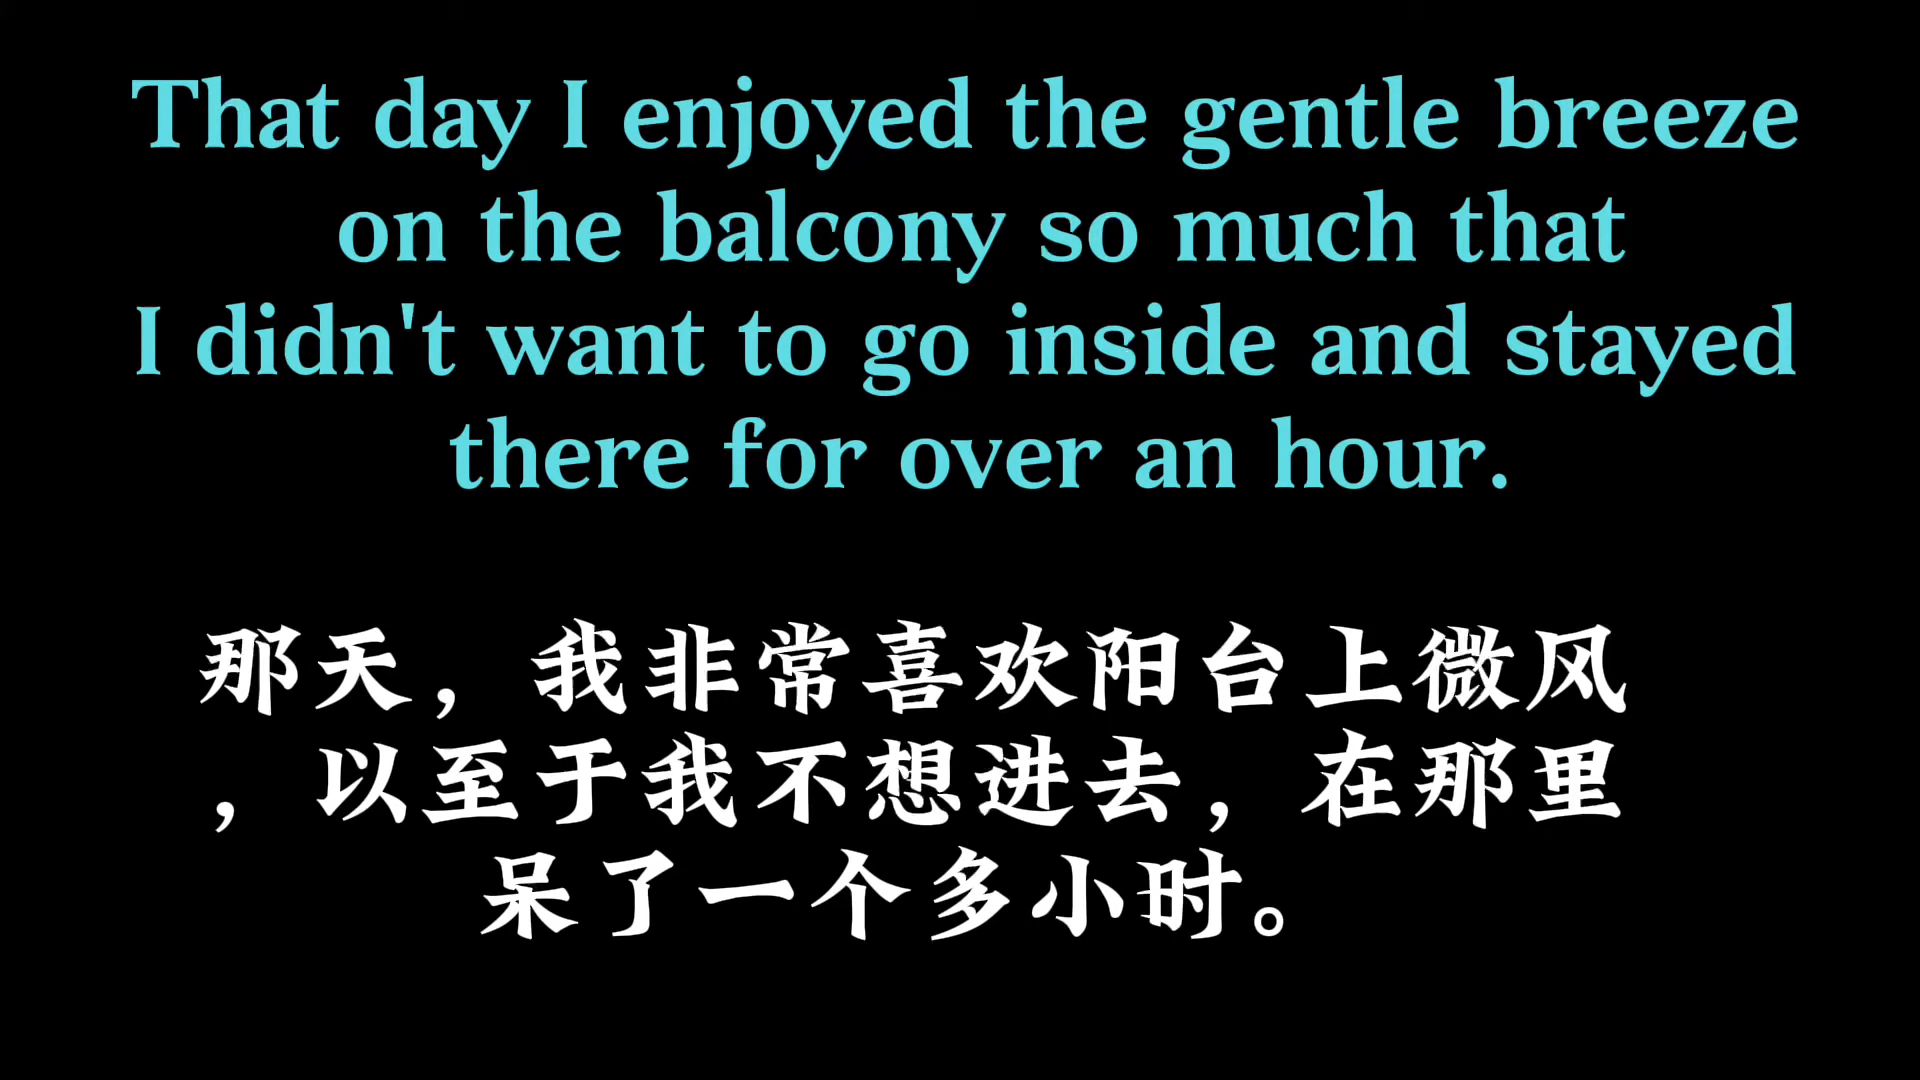 That day I enjoyed the gentle breeze
on the balcony so much that
I didn't want to go inside and stayed
there for over an hour.
那天，我非常喜欢阳台上微风
，以至于我不想进去，在那里
呆了一个多小时。